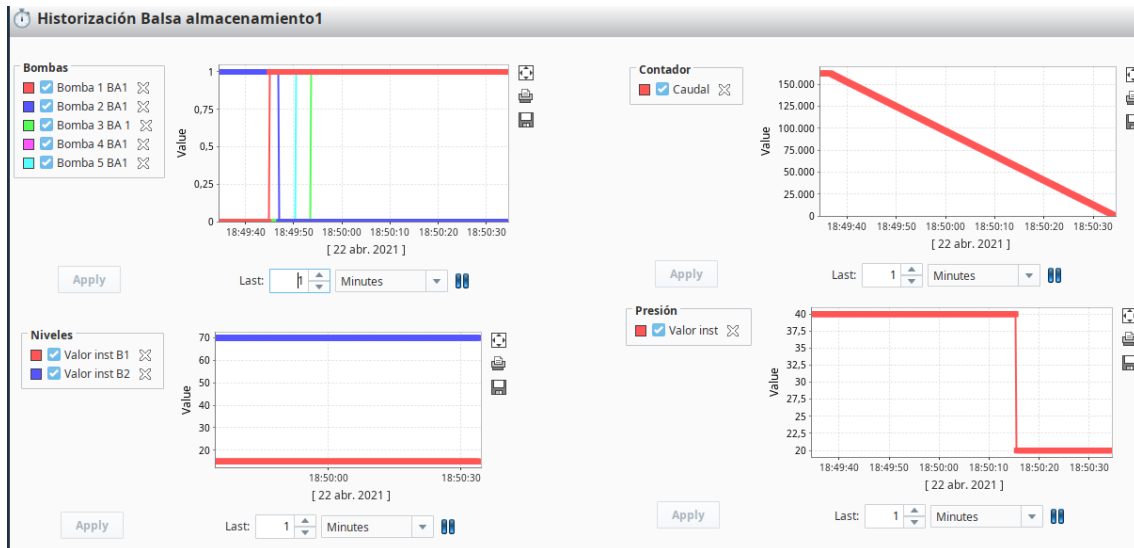 Historización Balsa almacenamiento1
Bombas
Bomba 1 BA1
Bomba 2 BA1
Bomba 3 BA 1
Bomba 4 BA1
Bomba 5 BA1
Value
1
0,75
0,5
0,25
0
18:49:40 18:49:50 18:50:00 18:50:10 18:50:20 18:50:30
[ 22 abr. 2021 ]
Apply
Last: 1 Minutes
Contador
Caudal
Value
150.000
125.000
100.000
75.000
50.000
25.000
0
18:49:40 18:49:50 18:50:00 18:50:10 18:50:20 18:50:30
[ 22 abr. 2021 ]
Apply
Last: 1 Minutes
Niveles
Valor inst B1
Valor inst B2
Value
70
60
50
40
30
20
18:50:00 18:50:30
[ 22 abr. 2021 ]
Apply
Last: 1 Minutes
Presión
Valor inst
Value
40
37,5
35
32,5
30
27,5
25
22,5
20
18:49:40 18:49:50 18:50:00 18:50:10 18:50:20 18:50:30
[ 22 abr. 2021 ]
Apply
Last: 1 Minutes